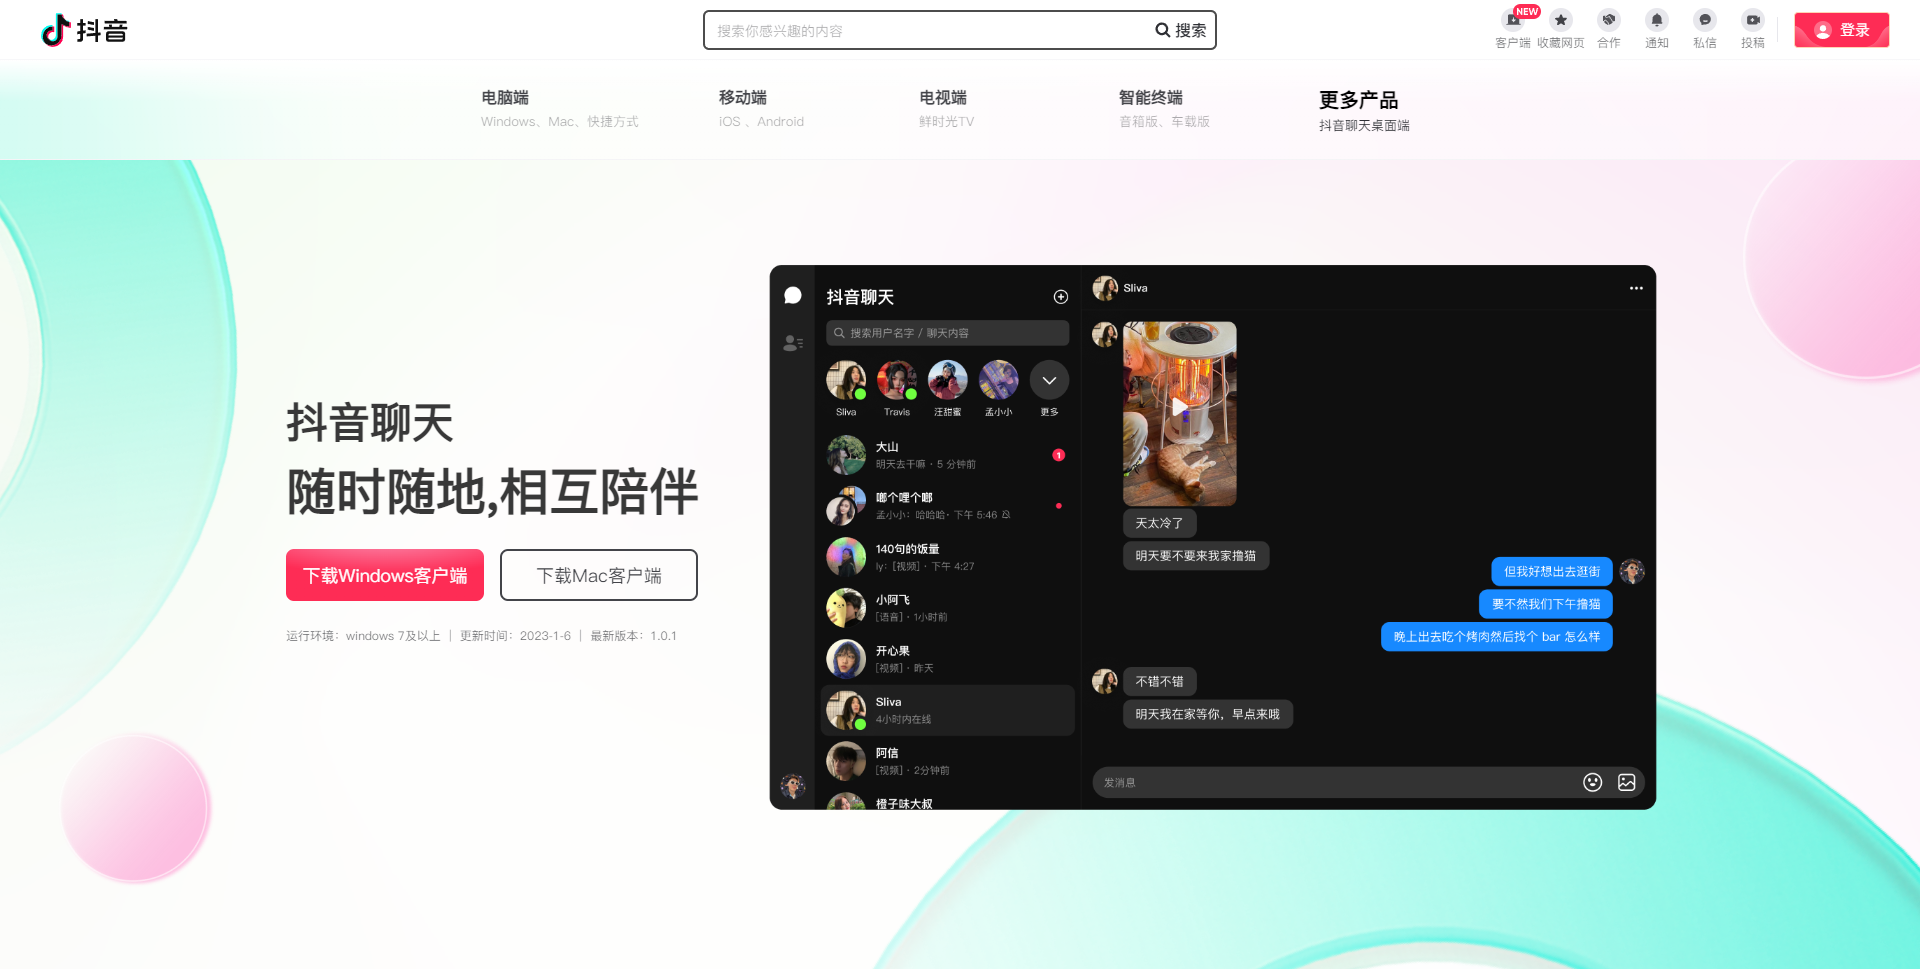 抖音
搜索你感兴趣的内容
搜索
NEW
客户端
收藏网页
合作
通知
私信
投稿
登录
电脑端
Windows、Mac、快捷方式
移动端
iOS 、Android
电视端
鲜时光TV
智能终端
音箱版、车载版
更多产品
抖音聊天桌面端
抖音聊天
随时随地,相互陪伴
下载Windows客户端
下载Mac客户端
运行环境：windows 7及以上 | 更新时间：2023-1-6 | 最新版本：1.0.1
抖音聊天
搜索用户名字 / 聊天内容
Sliva
Travis
汪甜蜜
孟小小
更多
大山
明天去干嘛 · 5 分钟前
1
嘟个哩个嘟
孟小小：哈哈哈 · 下午 5:46
140句的饭量
ly：[视频] · 下午 4:27
小阿飞
[语音] · 1小时前
开心果
[视频] · 昨天
Sliva
4小时内在线
阿信
[视频] · 2分钟前
橙子味大叔
Sliva
天太冷了
明天要不要来我家撸猫
但我好想出去逛街
要不然我们下午撸猫
晚上出去吃个烤肉然后找个 bar 怎么样
不错不错
明天我在家等你，早点来哦
发消息